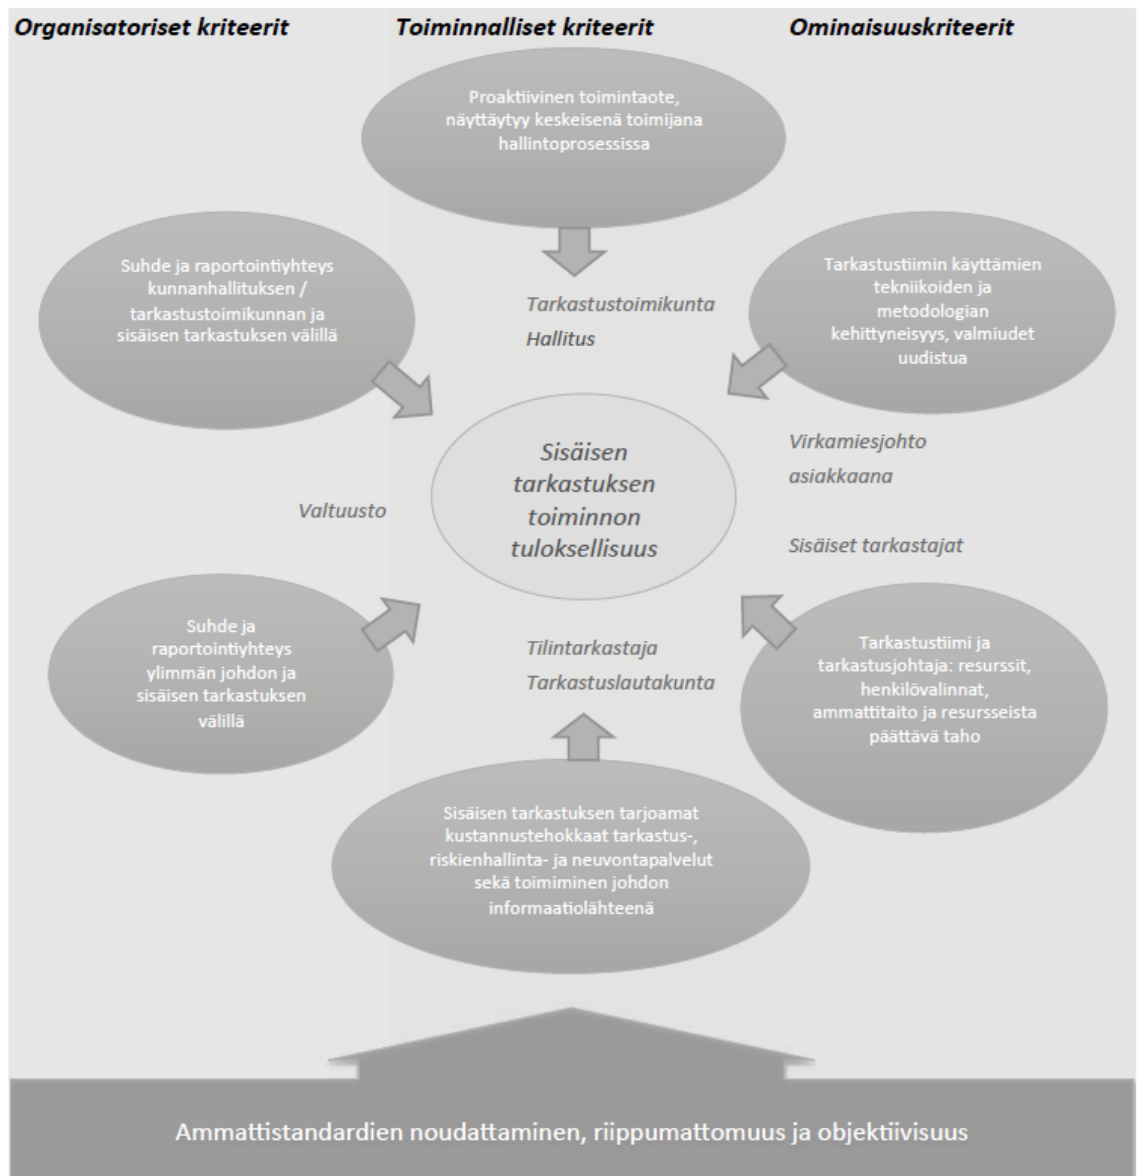 Organisatoriset kriteerit
Toiminnalliset kriteerit
Ominaisuuskriteerit
Proaktiivinen toimintaote,
näyttäytyy keskeisenä toimijana
hallintoprosessissa
Suhde ja raportointiyhteys
kunnanhallituksen /
tarkastustoimikunnan ja
sisäisen tarkastuksen välillä
Tarkastustoimikunta
Hallitus
Tarkastustiimin käyttämien
tekniikoiden ja
metodologian
kehittyneisyys, valmiudet
uudistua
Sisäisen
tarkastuksen
toiminnon
tuloksellisuus
Virkamiesjohto
asiakkaana
Valtuusto
Sisäiset tarkastajat
Suhde ja
raportointiyhteys
ylimmän johdon ja
sisäisen tarkastuksen
välillä
Tilintarkastaja
Tarkastuslautakunta
Tarkastustiimi ja
tarkastusjohtaja: resurssit,
henkilövalinnat,
ammattitaito ja resursseista
päättävä taho
Sisäisen tarkastuksen tarjoamat
kustannustehokkaat tarkastus-,
riskienhallinta- ja neuvontapalvelut
sekä toimiminen johdon
informaatiolähteenä
Ammattistandardien noudattaminen, riippumattomuus ja objektiivisuus